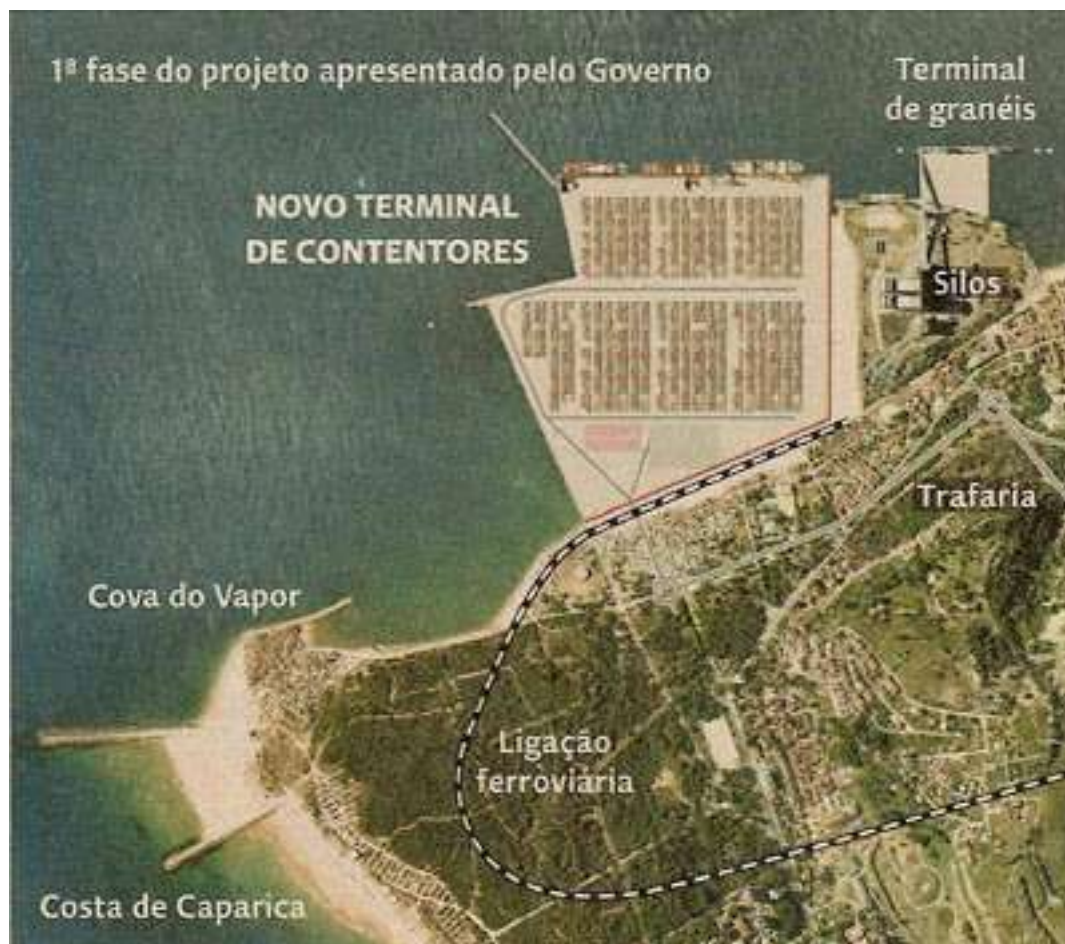 1ª fase do projeto apresentado pelo Governo
Terminal
de granéis
NOVO TERMINAL
DE CONTENTORES
Silos
Trafaria
Cova do Vapor
Ligação
ferroviária
Costa de Caparica